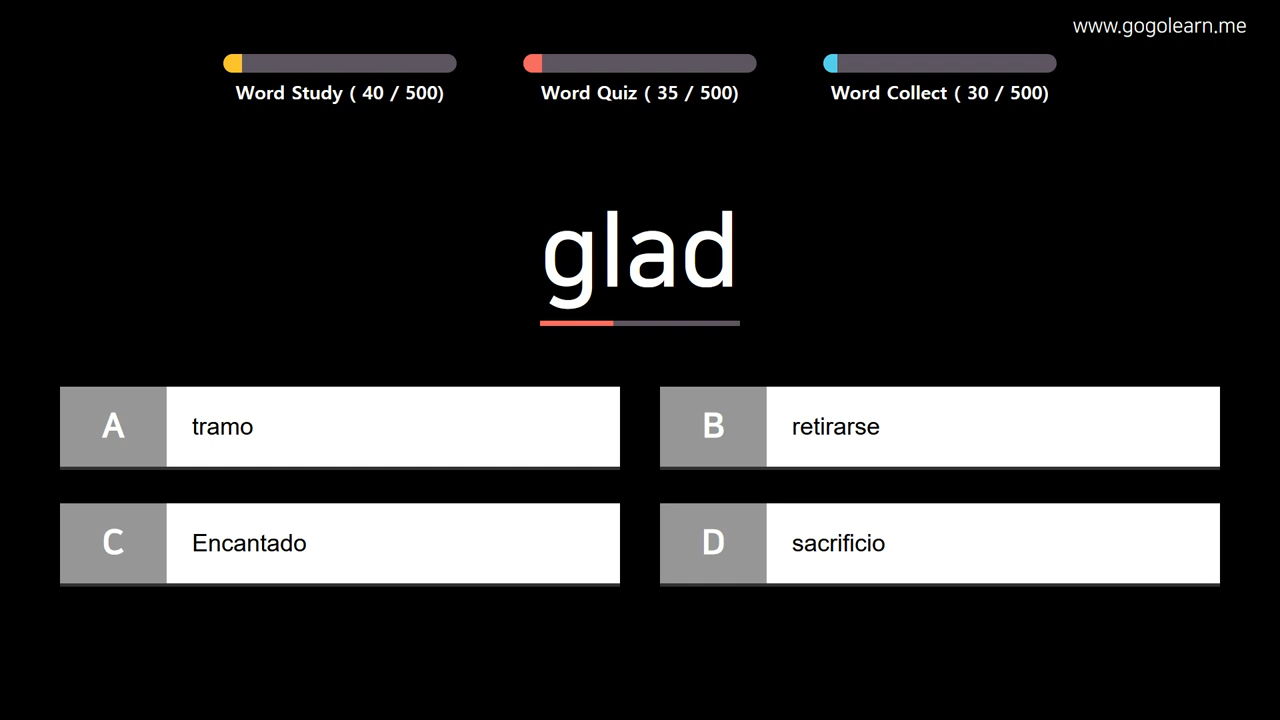 www.gogolearn.me
Word Study ( 40 / 500)
Word Quiz ( 35 / 500)
Word Collect ( 30 / 500)
glad
A
tramo
B
retirarse
C
Encantado
D
sacrificio